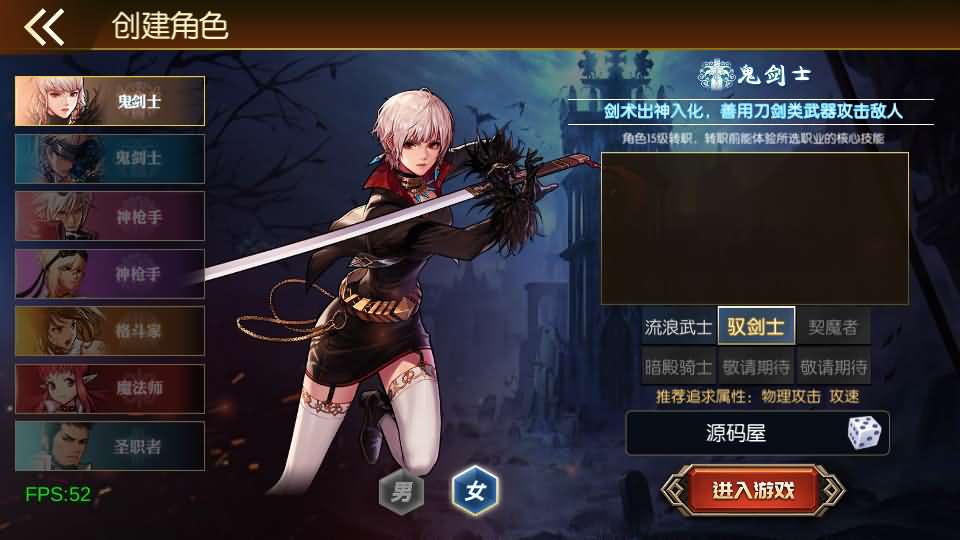 创建角色
鬼剑士
鬼剑士
神枪手
神枪手
格斗家
魔法师
圣职者
FPS:52
男
女
鬼剑士
剑术出神入化，善用刀剑类武器攻击敌人
角色15级转职，转职前能体验所选职业的核心技能
流浪武士 驭剑士 契魔者
暗殿骑士 敬请期待 敬请期待
推荐追求属性：物理攻击 攻速
源码屋
进入游戏